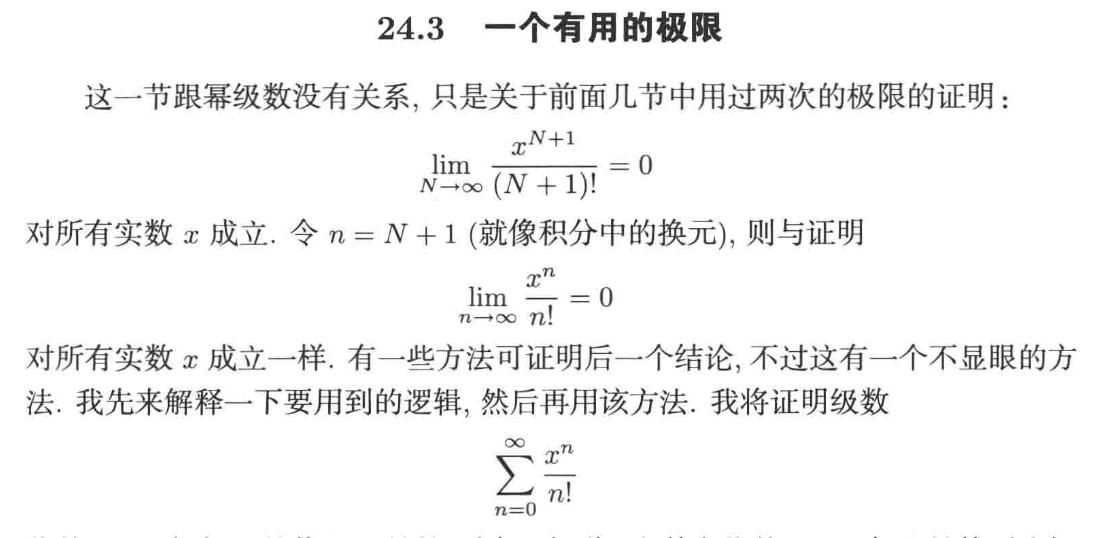 24.3 一个有用的极限
这一节跟幂级数没有关系, 只是关于前面几节中用过两次的极限的证明:
\lim_{N \to \infty} \frac{x^{N+1}}{(N+1)!} = 0
对所有实数 x 成立. 令 n = N + 1 (就像积分中的换元), 则与证明
\lim_{n \to \infty} \frac{x^n}{n!} = 0
对所有实数 x 成立一样. 有一些方法可证明后一个结论, 不过这有一个不显眼的方
法. 我先来解释一下要用到的逻辑, 然后再用该方法. 我将证明级数
\sum_{n=0}^{\infty} \frac{x^n}{n!}